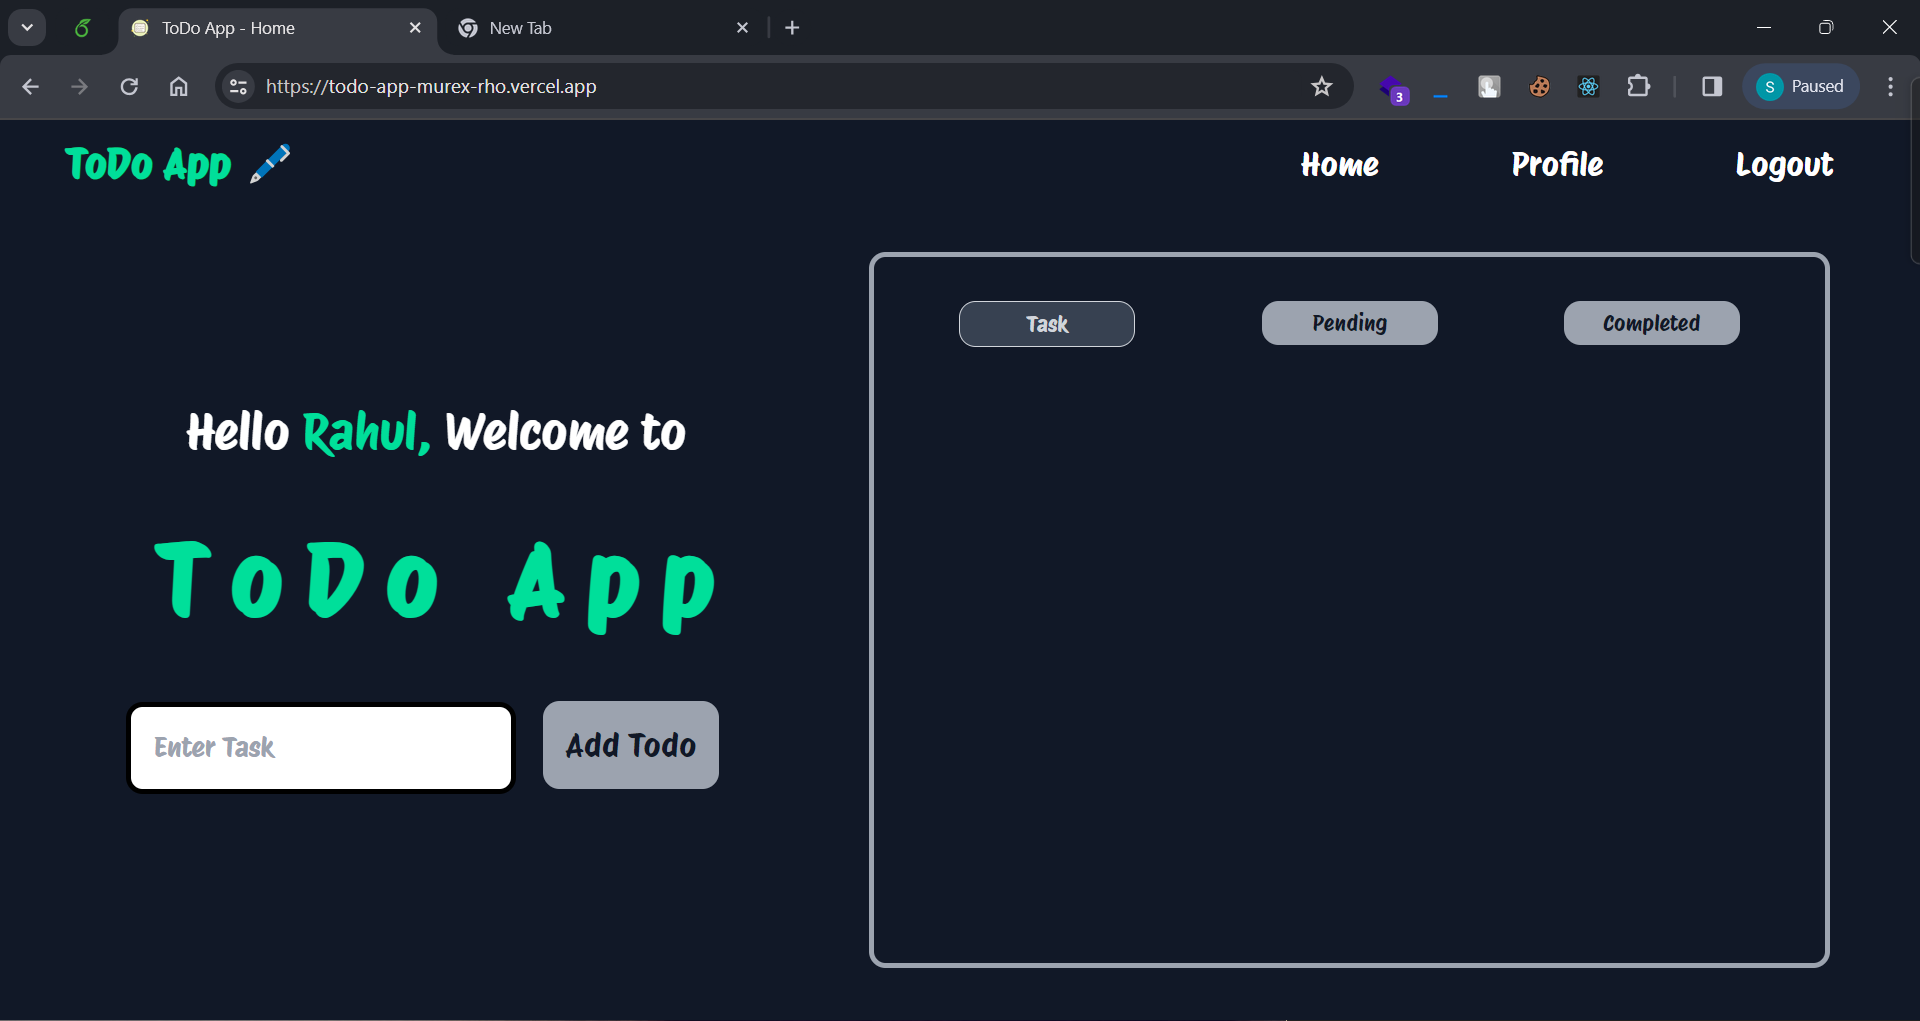 ToDo App - Home
New Tab
https://todo-app-murex-rho.vercel.app
3
S
Paused
ToDo App
Home
Profile
Logout
Task
Pending
Completed
Hello Rahul, Welcome to
ToDo App
Enter Task
Add Todo